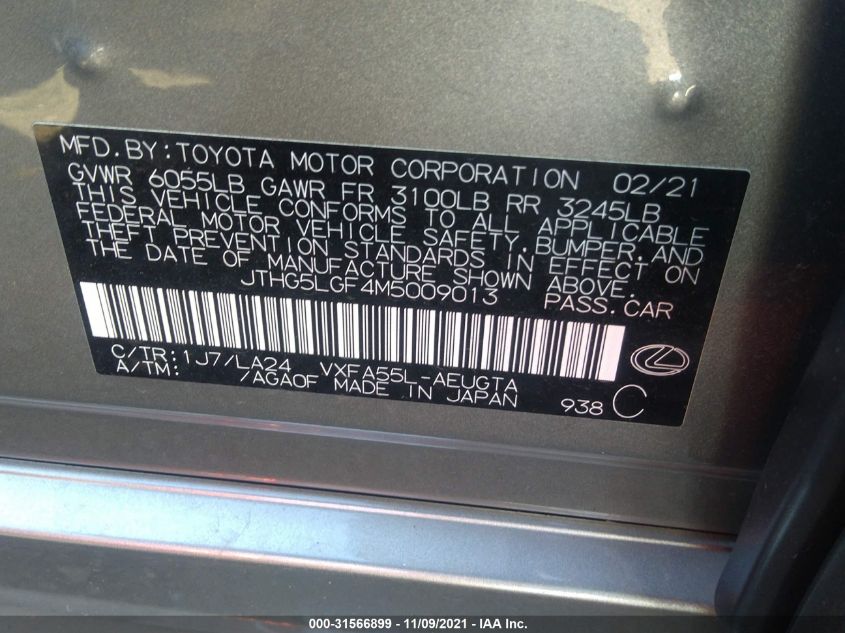 MFD.BY:TOYOTA MOTOR CORPORATION 02/21
GVWR 6055LB GAWR FR 3100LB RR 3245LB
THIS VEHICLE CONFORMS TO ALL APPLICABLE
FEDERAL MOTOR VEHICLE SAFETY,BUMPER,AND
THEFT PREVENTION STANDARDS IN EFFECT ON
THE DATE OF MANUFACTURE SHOWN ABOVE.
JTHG5LGF4M5009013 PASS.CAR
C/TR:1J7/LA24 VXFA55L-AEUGTA
A/TM: /AGAOF MADE IN JAPAN 938 C
000-31566899 - 11/09/2021 - IAA Inc.